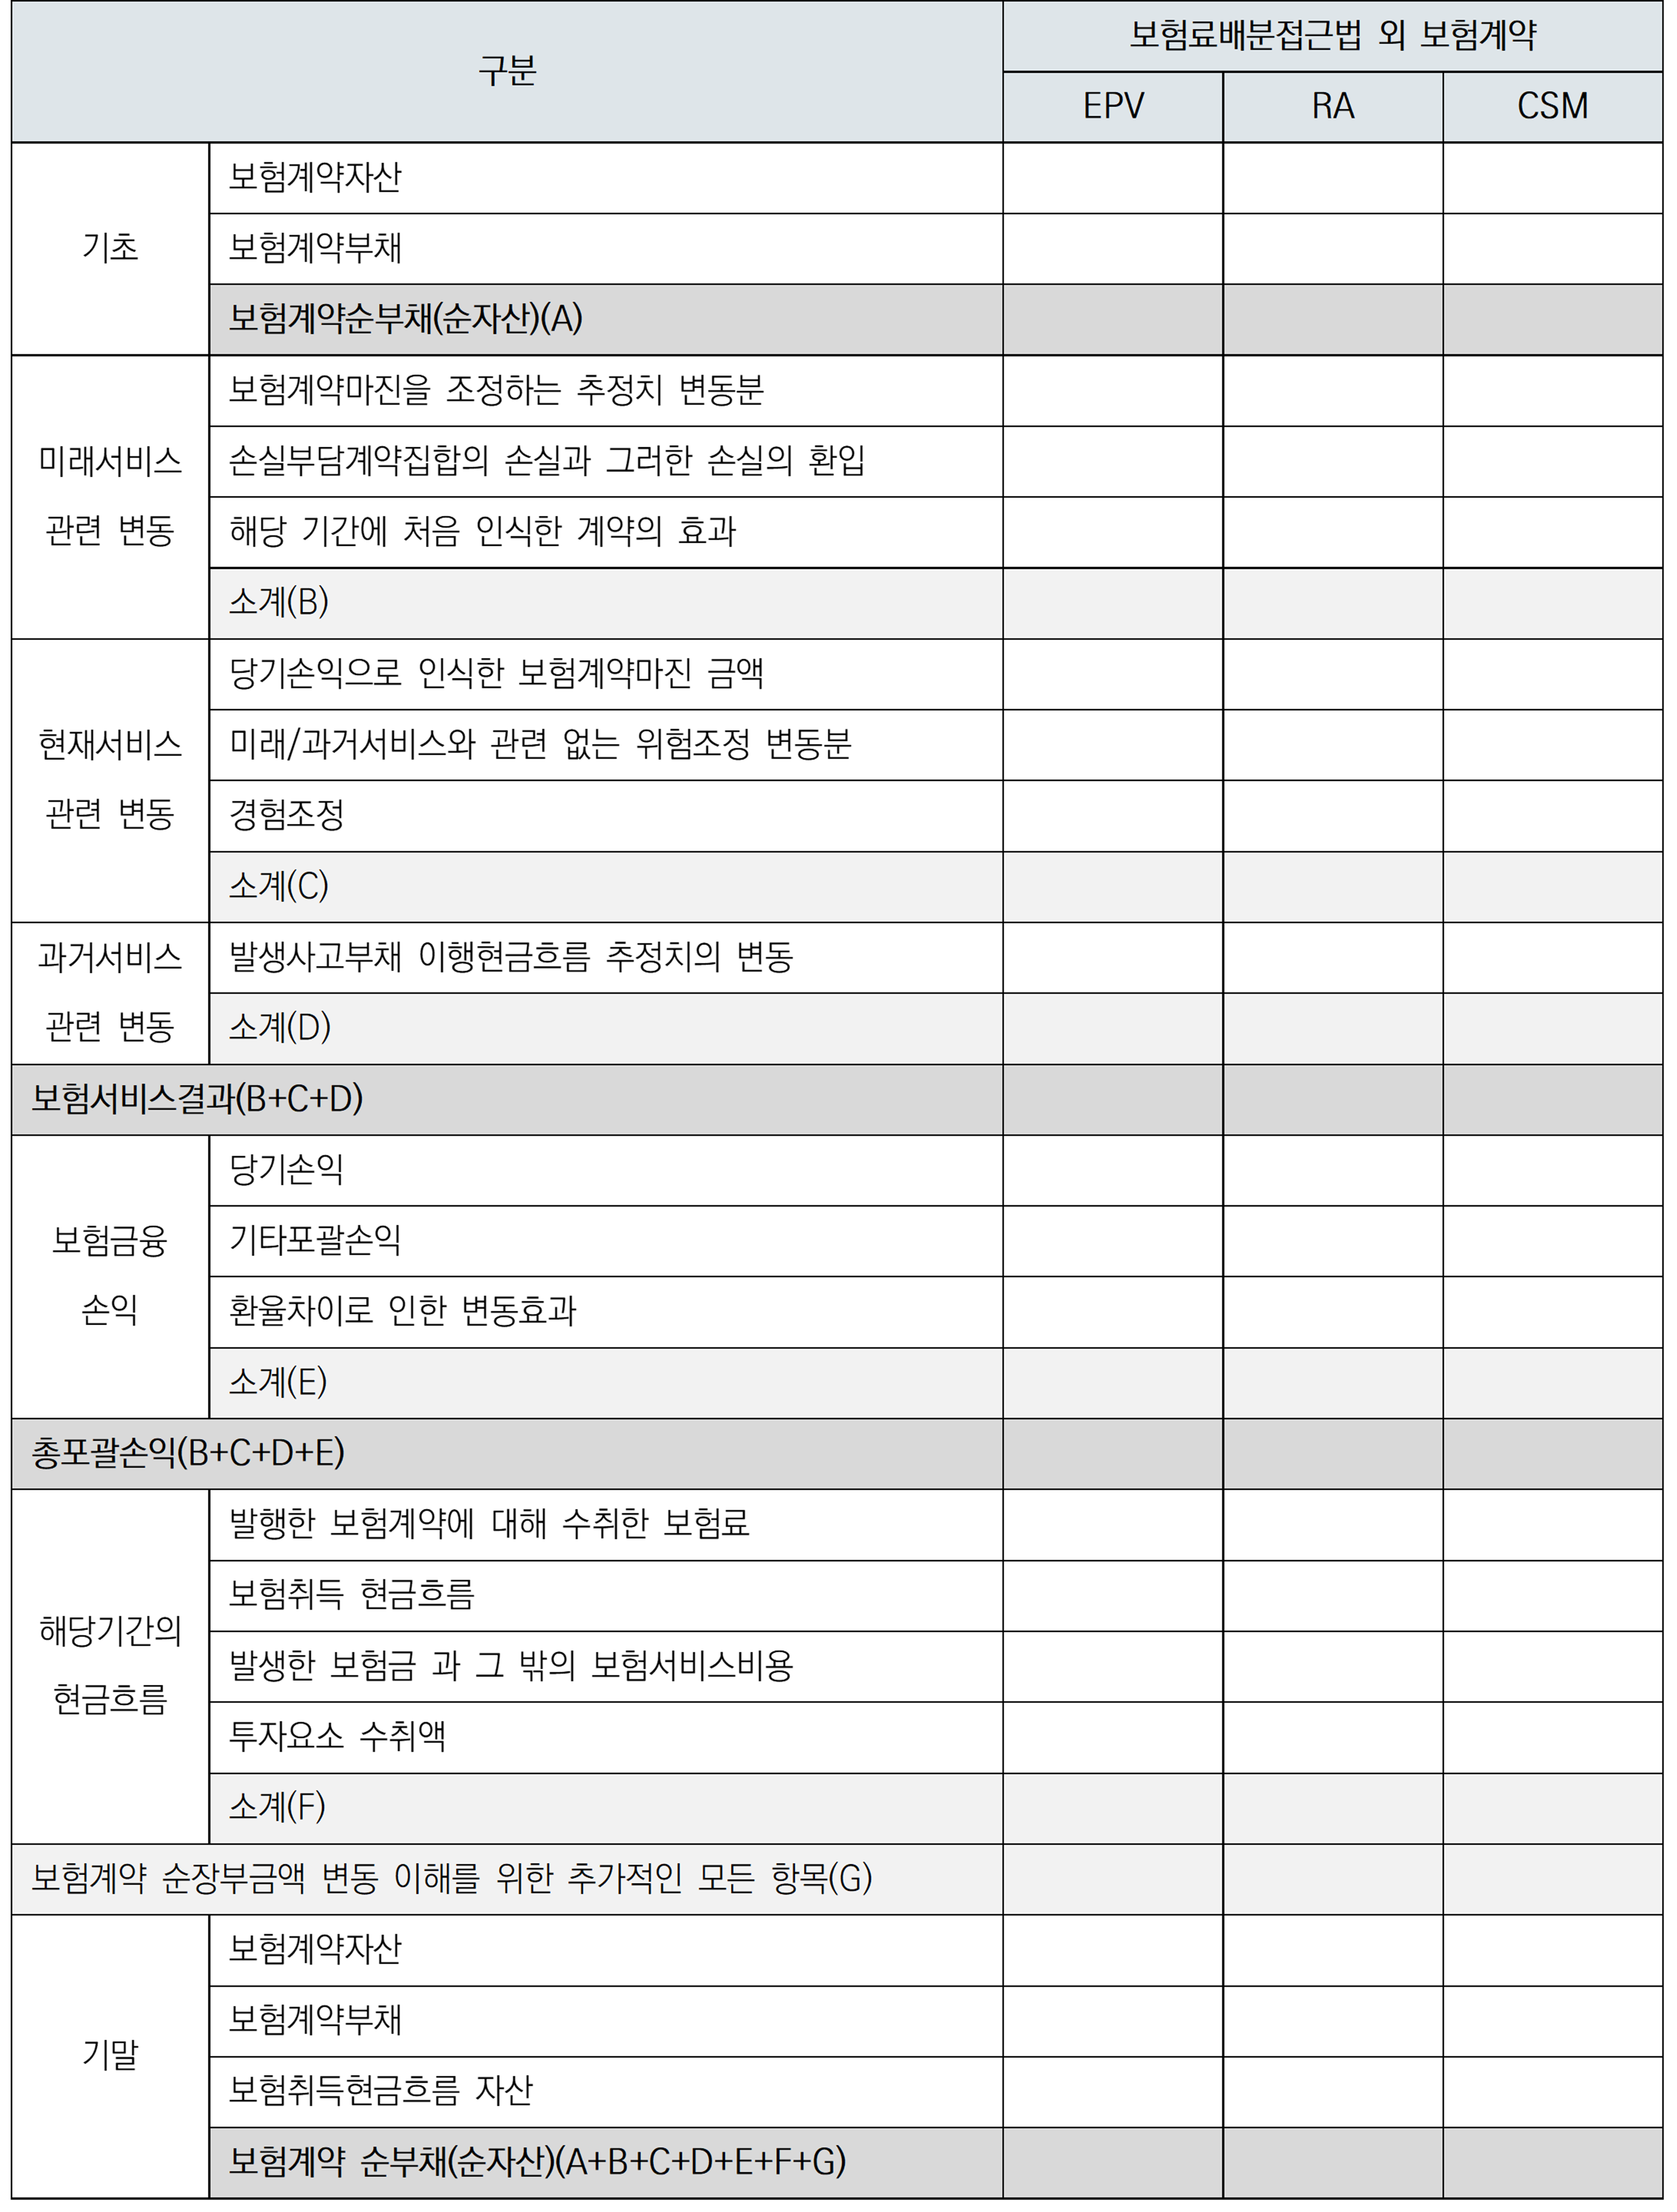 구분
보험료배분접근법 외 보험계약
EPV
RA
CSM
기초
보험계약자산
보험계약부채
보험계약순부채(순자산)(A)
미래서비스
관련 변동
보험계약마진을 조정하는 추정치 변동분
손실부담계약집합의 손실과 그러한 손실의 환입
해당 기간에 처음 인식한 계약의 효과
소계(B)
현재서비스
관련 변동
당기손익으로 인식한 보험계약마진 금액
미래/과거서비스와 관련 없는 위험조정 변동분
경험조정
소계(C)
과거서비스
관련 변동
발생사고부채 이행현금흐름 추정치의 변동
소계(D)
보험서비스결과(B+C+D)
보험금융
손익
당기손익
기타포괄손익
환율차이로 인한 변동효과
소계(E)
총포괄손익(B+C+D+E)
해당기간의
현금흐름
발행한 보험계약에 대해 수취한 보험료
보험취득 현금흐름
발생한 보험금 과 그 밖의 보험서비스비용
투자요소 수취액
소계(F)
보험계약 순장부금액 변동 이해를 위한 추가적인 모든 항목(G)
기말
보험계약자산
보험계약부채
보험취득현금흐름 자산
보험계약 순부채(순자산)(A+B+C+D+E+F+G)